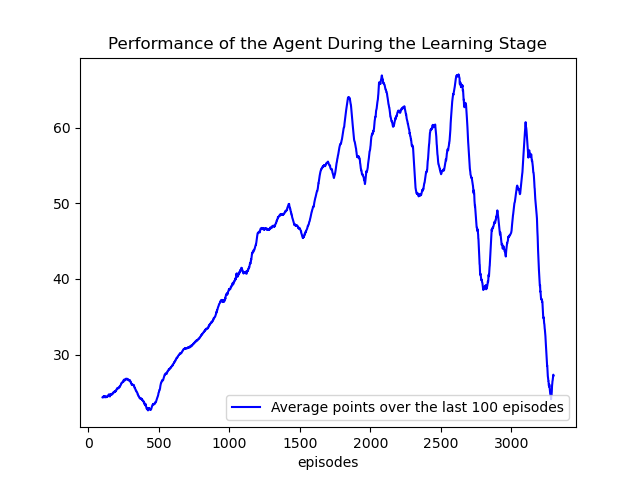 Performance of the Agent During the Learning Stage
60
50
40
30
Average points over the last 100 episodes
0 500 1000 1500 2000 2500 3000
episodes